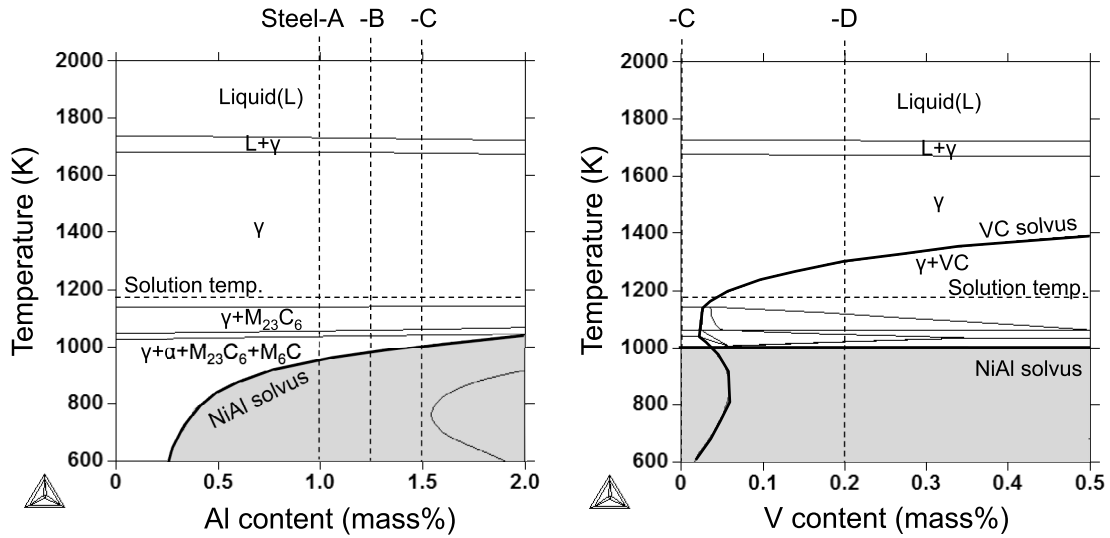 Steel-A -B -C
2000
1800
1600
1400
1200
1000
800
600
Temperature (K)
Liquid(L)
L+γ
γ
Solution temp.
γ+M₂₃C₆
γ+α+M₂₃C₆+M₆C
NiAl solvus
0 0.5 1.0 1.5 2.0
Al content (mass%)
-C -D
2000
1800
1600
1400
1200
1000
800
600
Temperature (K)
Liquid(L)
L+γ
γ
VC solvus
γ+VC
Solution temp.
NiAl solvus
0 0.1 0.2 0.3 0.4 0.5
V content (mass%)